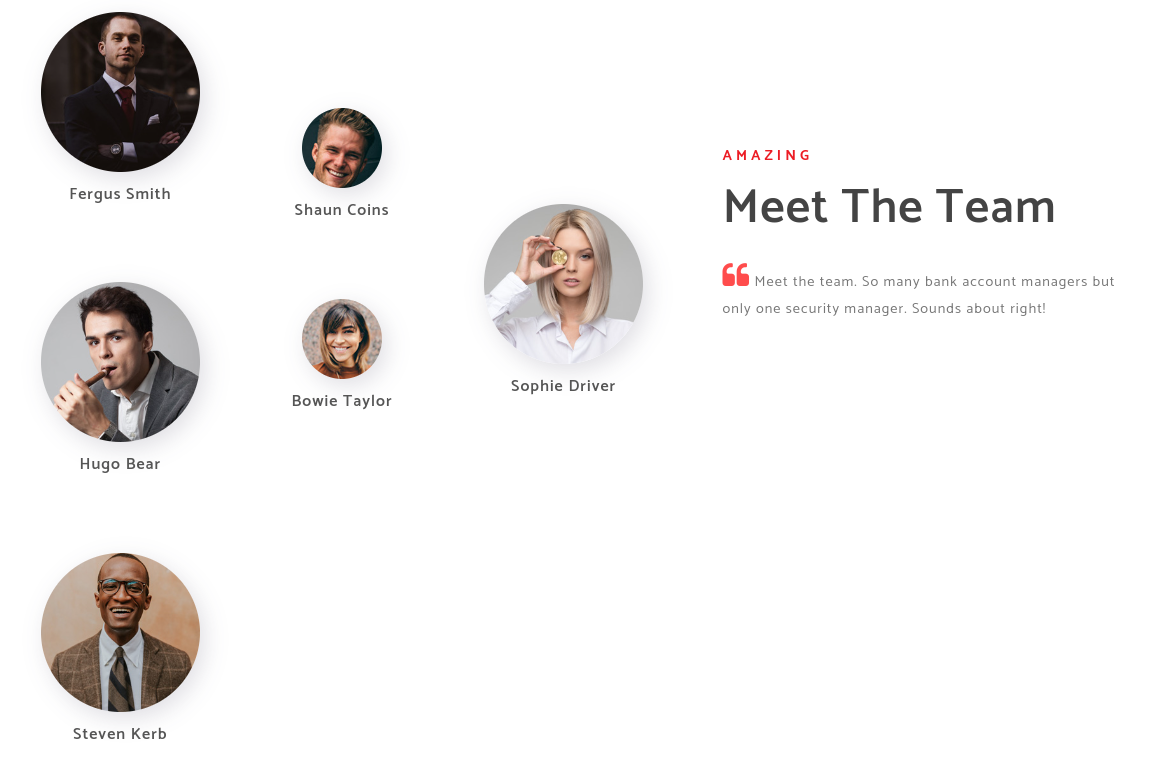 Fergus Smith
Shaun Coins
Hugo Bear
Bowie Taylor
Sophie Driver
Steven Kerb
AMAZING
Meet The Team
Meet the team. So many bank account managers but
only one security manager. Sounds about right!